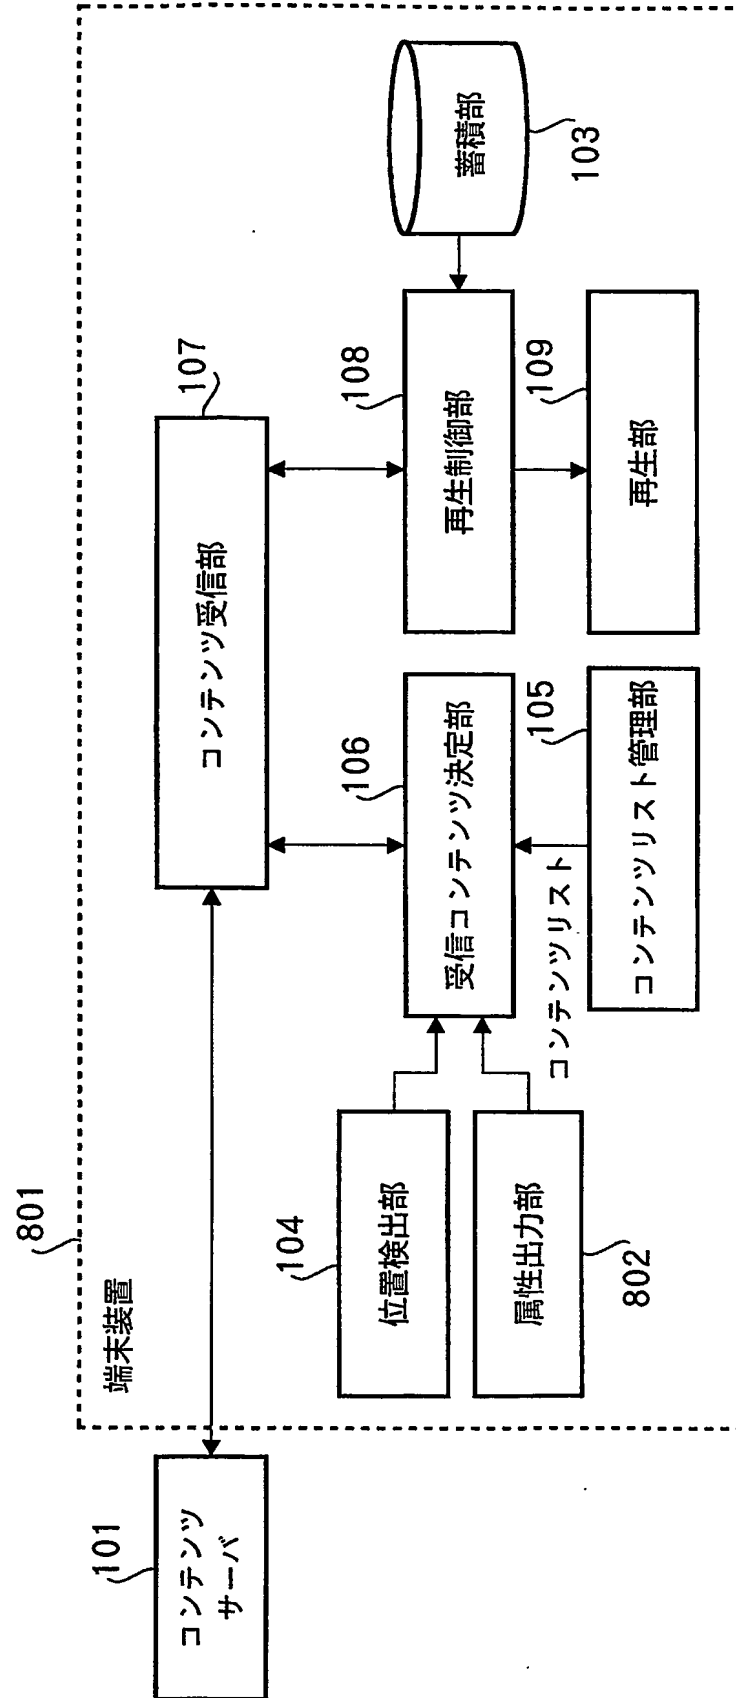 801
端末装置
101
コンテンツ
サーバ
コンテンツ受信部
107
104
位置検出部
属性出力部
802
106
受信コンテンツ決定部
コンテンツリスト
105
コンテンツリスト管理部
108
再生制御部
109
再生部
蓄積部
103